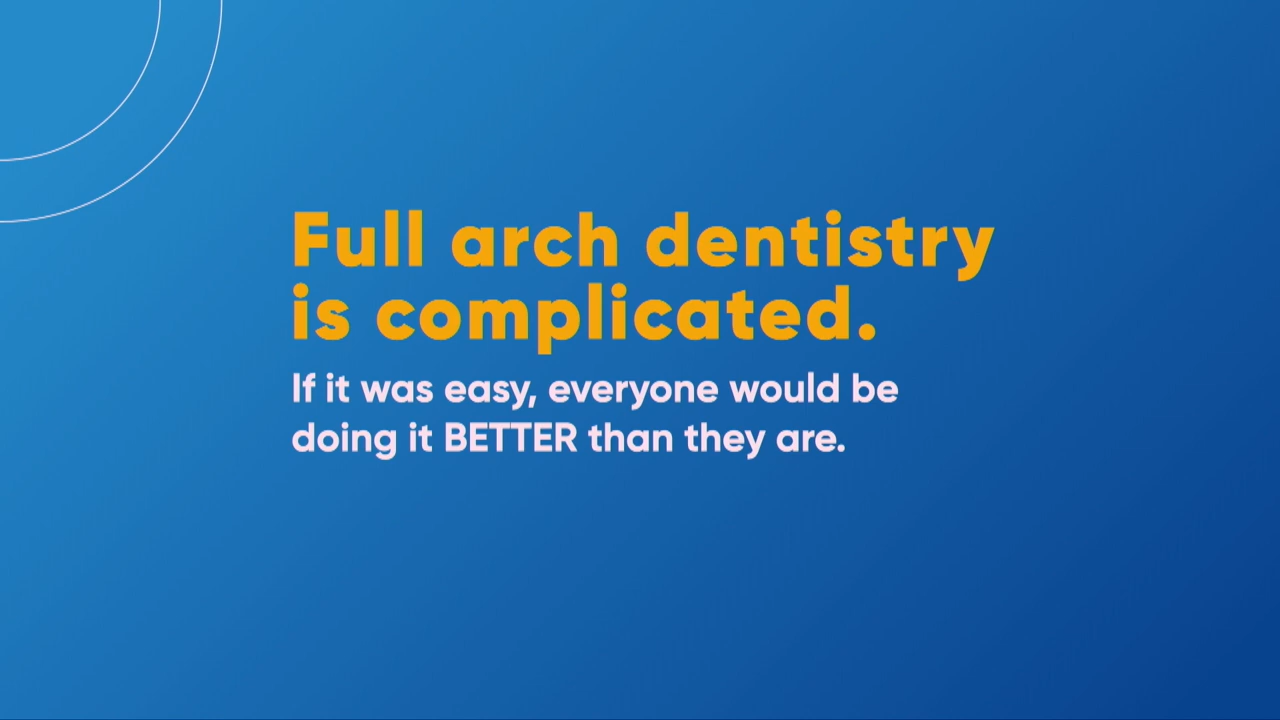 Full arch dentistry
is complicated.
If it was easy, everyone would be
doing it BETTER than they are.